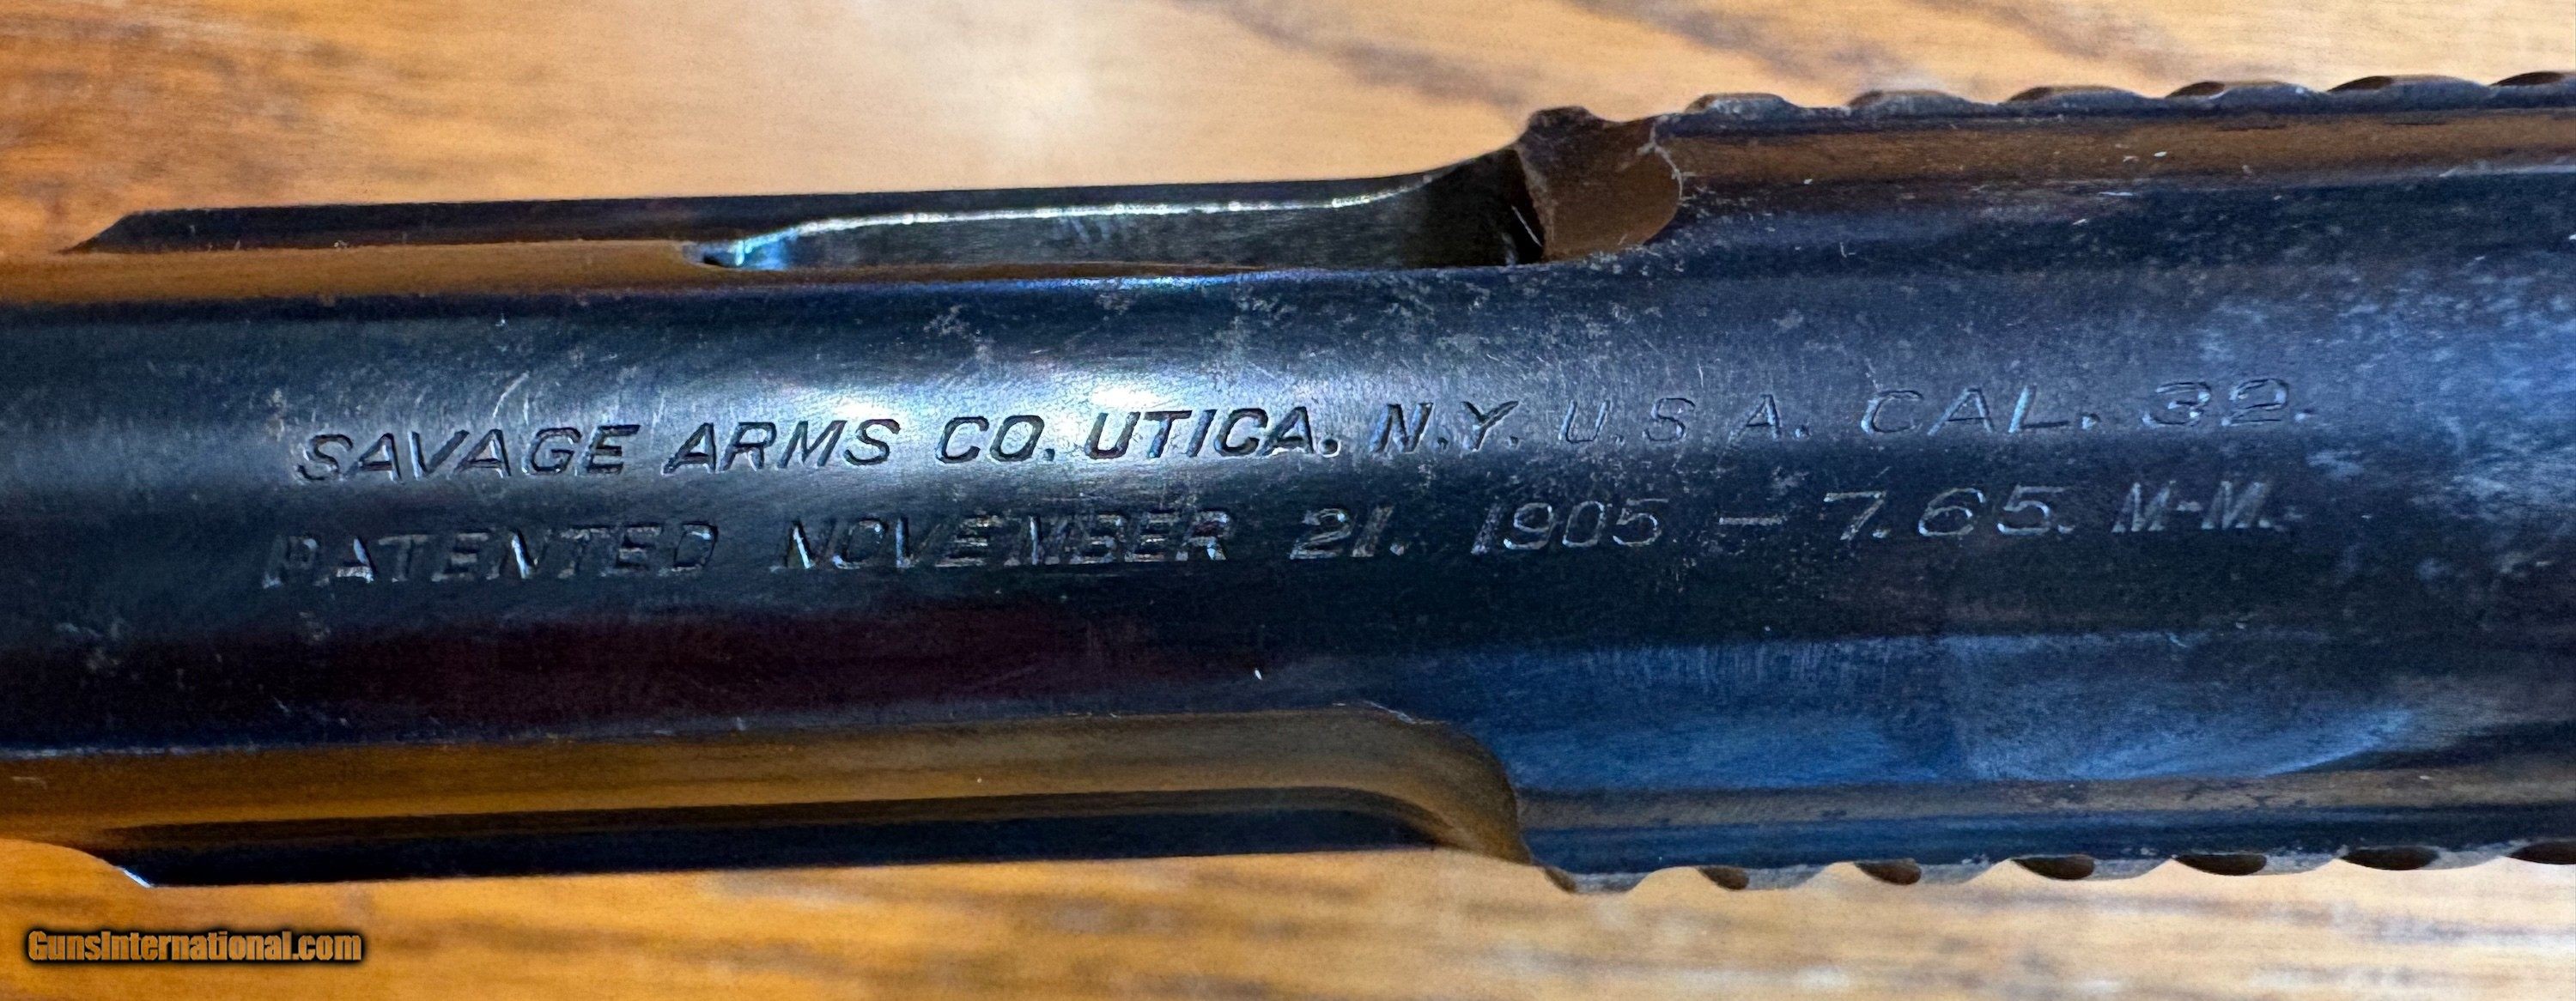 SAVAGE ARMS CO. UTICA. N.Y. U.S.A. CAL. 32.
PATENTED NOVEMBER 21. 1905 — 7.65. M-M.
GunsInternational.com